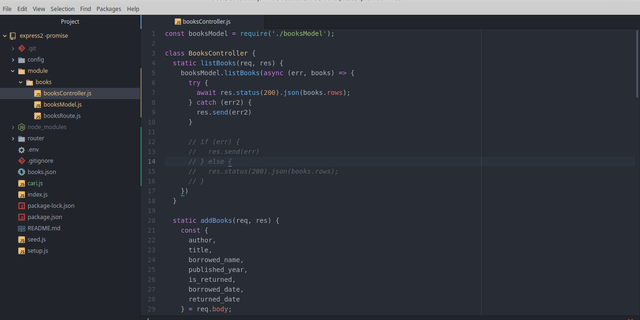 File Edit View Selection Find Packages Help
Project
booksController.js
express2 -promise
.git
config
module
books
booksController.js
booksModel.js
booksRoute.js
node_modules
router
.env
.gitignore
books.json
cari.js
index.js
package-lock.json
package.json
README.md
seed.js
setup.js
1 const booksModel = require('./booksModel');
2
3 class BooksController {
4 static listBooks(req, res) {
5 booksModel.listBooks(async (err, books) => {
6 try {
7 await res.status(200).json(books.rows);
8 } catch (err2) {
9 res.send(err2)
10 }
11
12 // if (err) {
13 // res.send(err)
14 // } else {
15 // res.status(200).json(books.rows);
16 // }
17 })
18 }
19
20 static addBooks(req, res) {
21 const {
22 author,
23 title,
24 borrowed_name,
25 published_year,
26 is_returned,
27 borrowed_date,
28 returned_date
29 } = req.body;